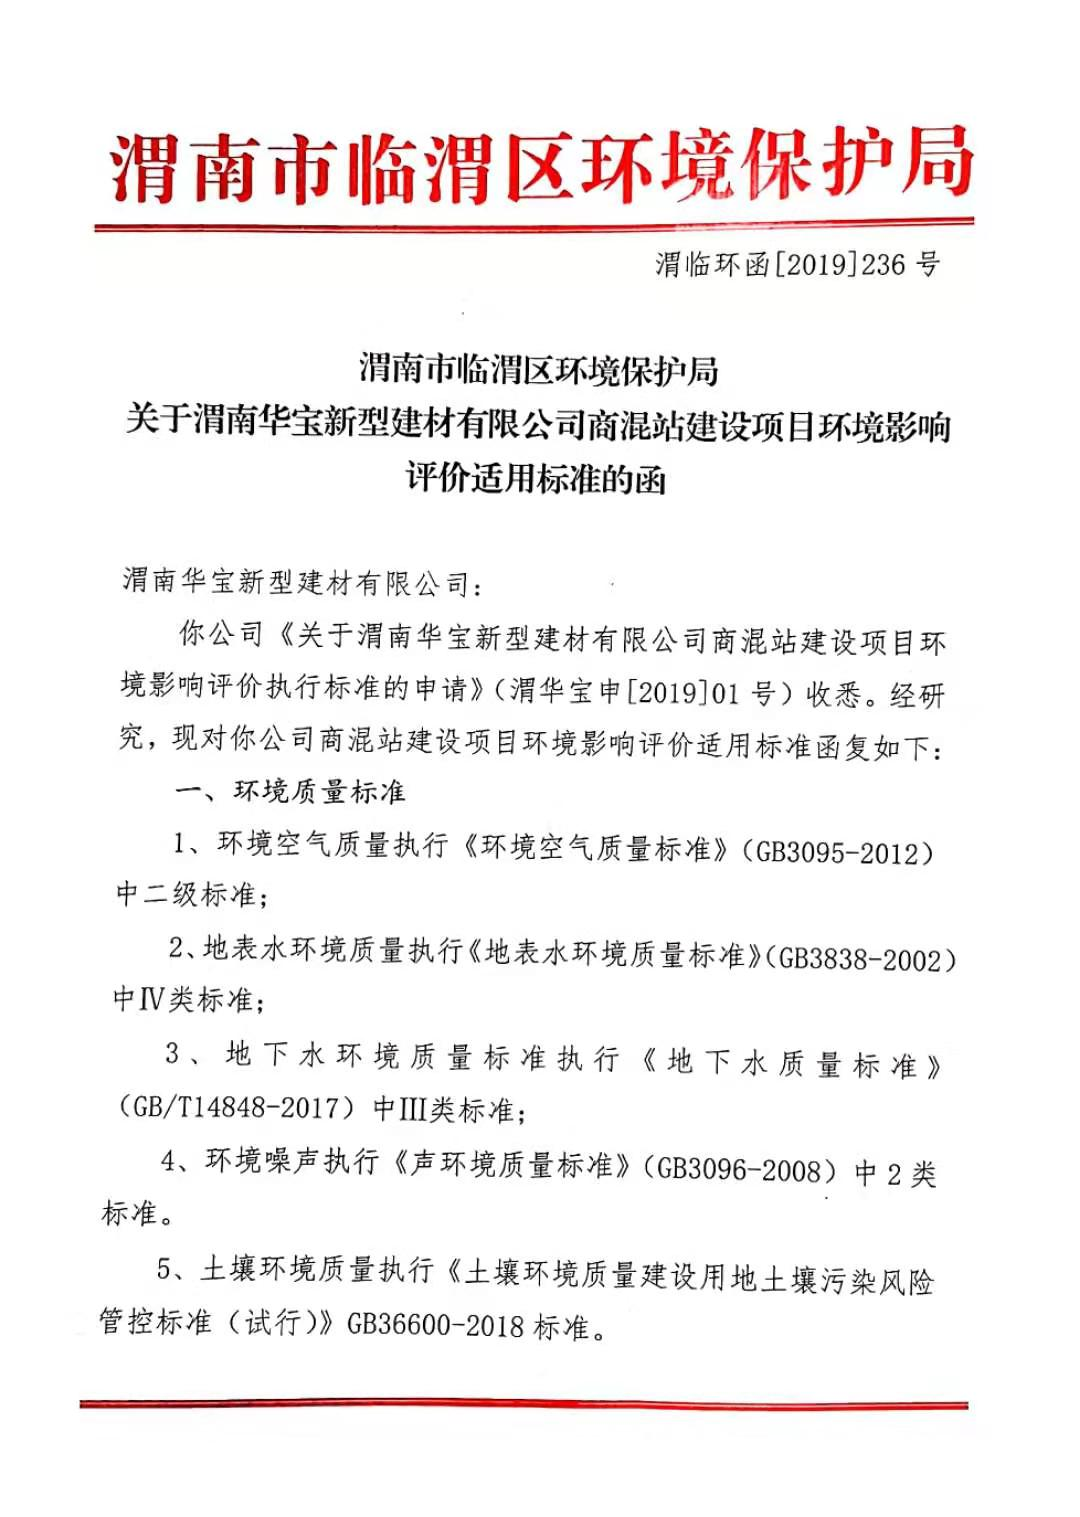 渭南市临渭区环境保护局
渭临环函[2019]236 号
渭南市临渭区环境保护局
关于渭南华宝新型建材有限公司商混站建设项目环境影响
评价适用标准的函
渭南华宝新型建材有限公司：
你公司《关于渭南华宝新型建材有限公司商混站建设项目环
境影响评价执行标准的申请》（渭华宝申[2019]01 号）收悉。经研
究，现对你公司商混站建设项目环境影响评价适用标准函复如下：
一、环境质量标准
1、环境空气质量执行《环境空气质量标准》（GB3095-2012）
中二级标准；
2、地表水环境质量执行《地表水环境质量标准》（GB3838-2002）
中Ⅳ类标准；
3、地下水环境质量标准执行《地下水质量标准》
（GB/T14848-2017）中Ⅲ类标准；
4、环境噪声执行《声环境质量标准》（GB3096-2008）中 2 类
标准。
5、土壤环境质量执行《土壤环境质量建设用地土壤污染风险
管控标准（试行）》GB36600-2018 标准。